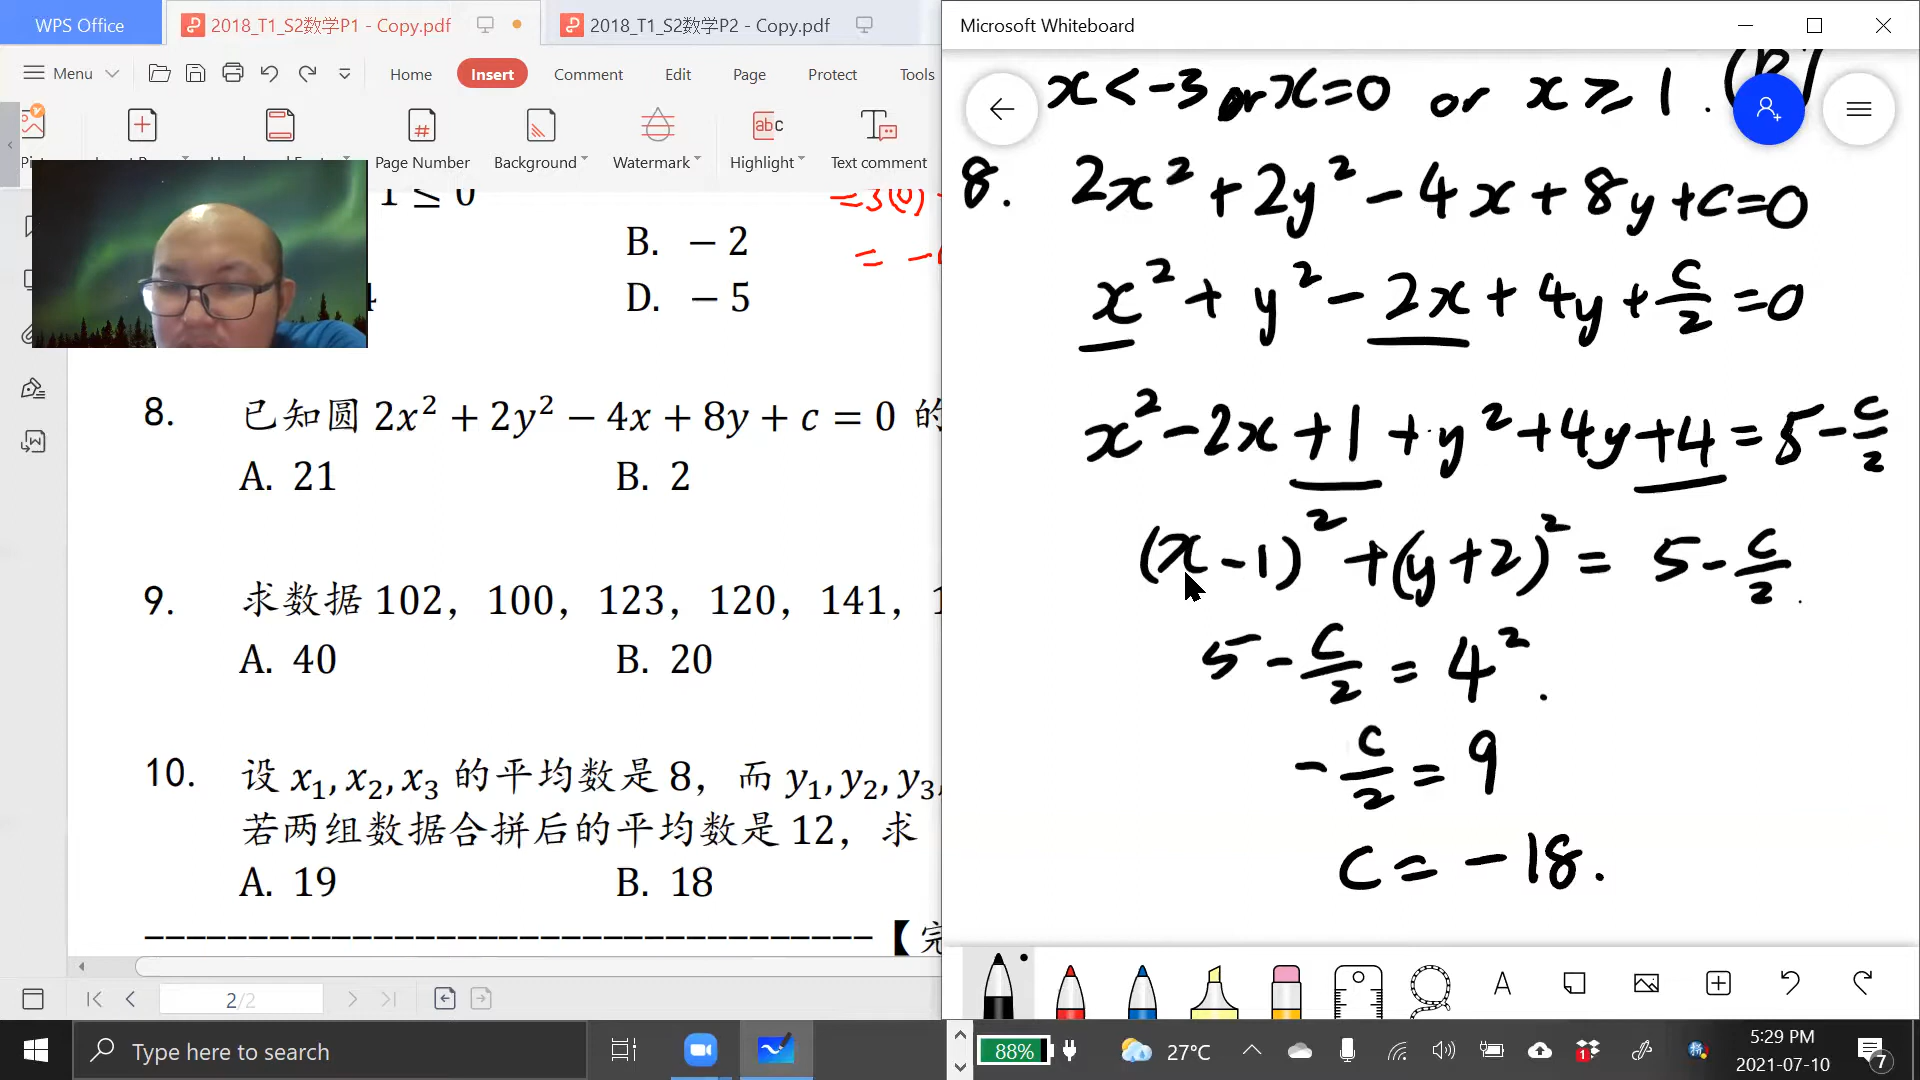 WPS Office
2018_T1_S2数学P1 - Copy.pdf
2018_T1_S2数学P2 - Copy.pdf
Menu
Home
Insert
Comment
Edit
Page
Protect
Tools
Page Number
Background
Watermark
Highlight
Text comment
1 ≤ 0
B. − 2
D. − 5
= 3(0)
= −
8. 已知圆 2x² + 2y² − 4x + 8y + c = 0 的
A. 21
B. 2
9. 求数据 102，100，123，120，141，1
A. 40
B. 20
10. 设 x₁, x₂, x₃ 的平均数是 8，而 y₁, y₂, y₃,
若两组数据合拼后的平均数是 12，求
A. 19
B. 18
【完
2/2
Microsoft Whiteboard
x < -3 or x=0 or x ≥ 1. (B)
8. 2x² + 2y² - 4x + 8y + c = 0
x² + y² - 2x + 4y + c/2 = 0
x² - 2x + 1 + y² + 4y + 4 = 5 - c/2
(x - 1)² + (y + 2)² = 5 - c/2.
5 - c/2 = 4².
- c/2 = 9
c = -18.
Type here to search
88%
27°C
5:29 PM
2021-07-10
7